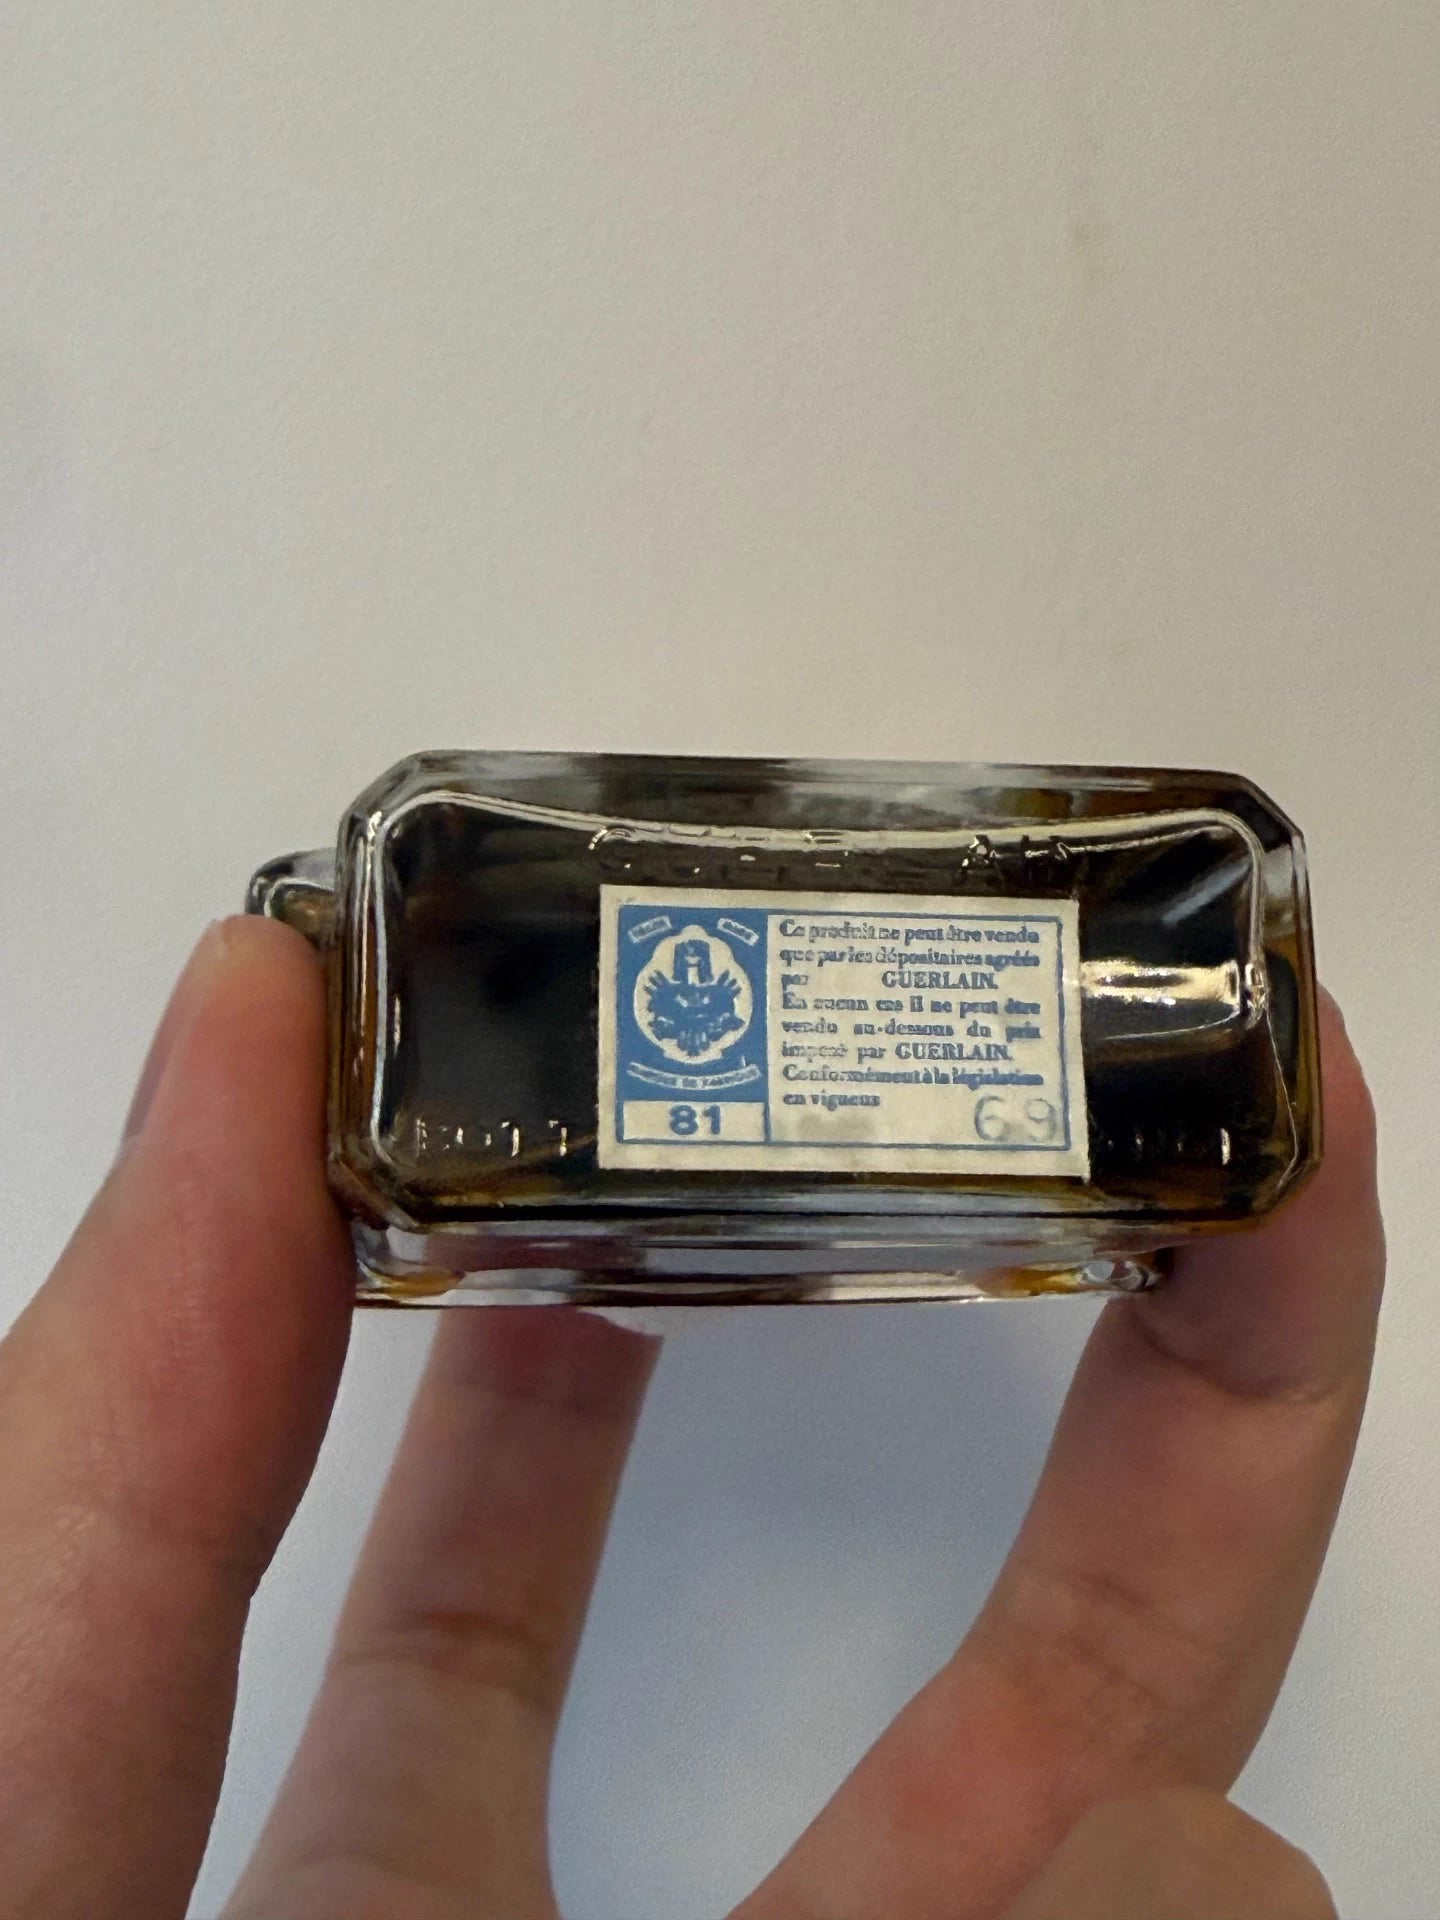 Ce produit ne peut être vendu
que par les dépositaires agréés
par GUERLAIN.
En aucun cas il ne peut être
vendu au-dessous du prix
imposé par GUERLAIN.
Conformément à la législation
en vigueur
81
69